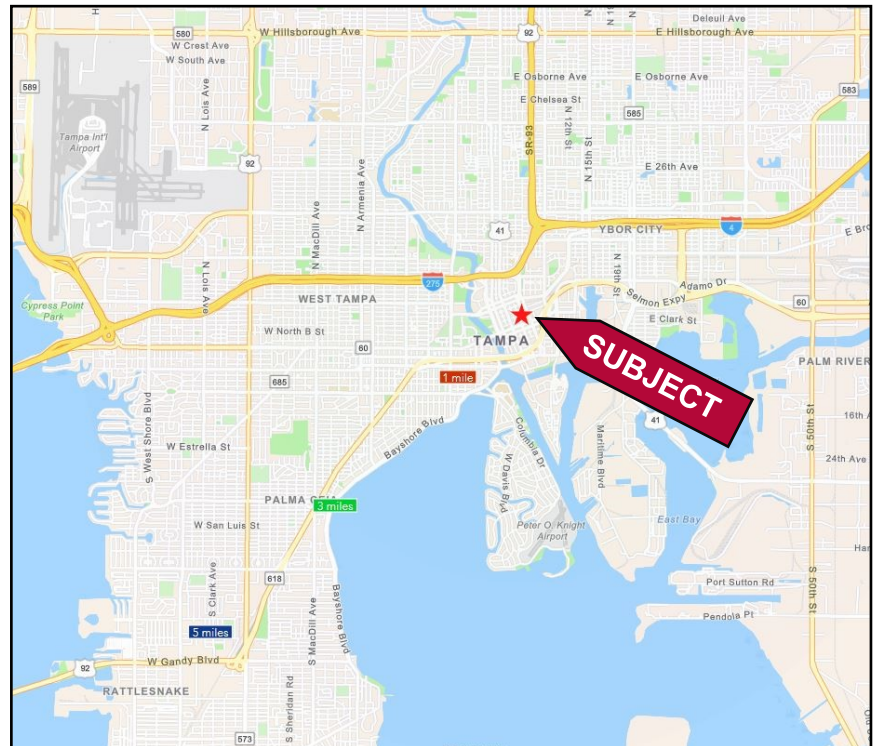 H
580
W Hillsborough Ave
92
N 11th St
Deleuil Ave
E Hillsborough Ave
W Crest Ave
W South Ave
589
N Lois Ave
E Osborne Ave
E Osborne Ave
E Chelsea St
583
SR-93
N 12th St
585
N 15th St
Tampa Int'l
Airport
92
N Armenia Ave
E 26th Ave
N MacDill Ave
41
YBOR CITY
4
E Bro
N Lois Ave
275
N 19th St
Adamo Dr
Selmon Expy
60
WEST TAMPA
Cypress Point
Park
W North B St
60
TAMPA
E Clark St
SUBJECT
PALM RIVER
1 mile
685
S West Shore Blvd
Bayshore Blvd
Columbia Dr
Maritime Blvd
41
S 50th St
16th A
W Estrella St
24th Ave
W Davis Blvd
PALMA CEIA
3 miles
W San Luis St
Peter O. Knight
Airport
East Bay
Har
618
S Clark Ave
S MacDill Ave
Bayshore Blvd
Port Sutton Rd
S 50th St
Pendola Pt
5 miles
92
W Gandy Blvd
RATTLESNAKE
S Sheridan Rd
573